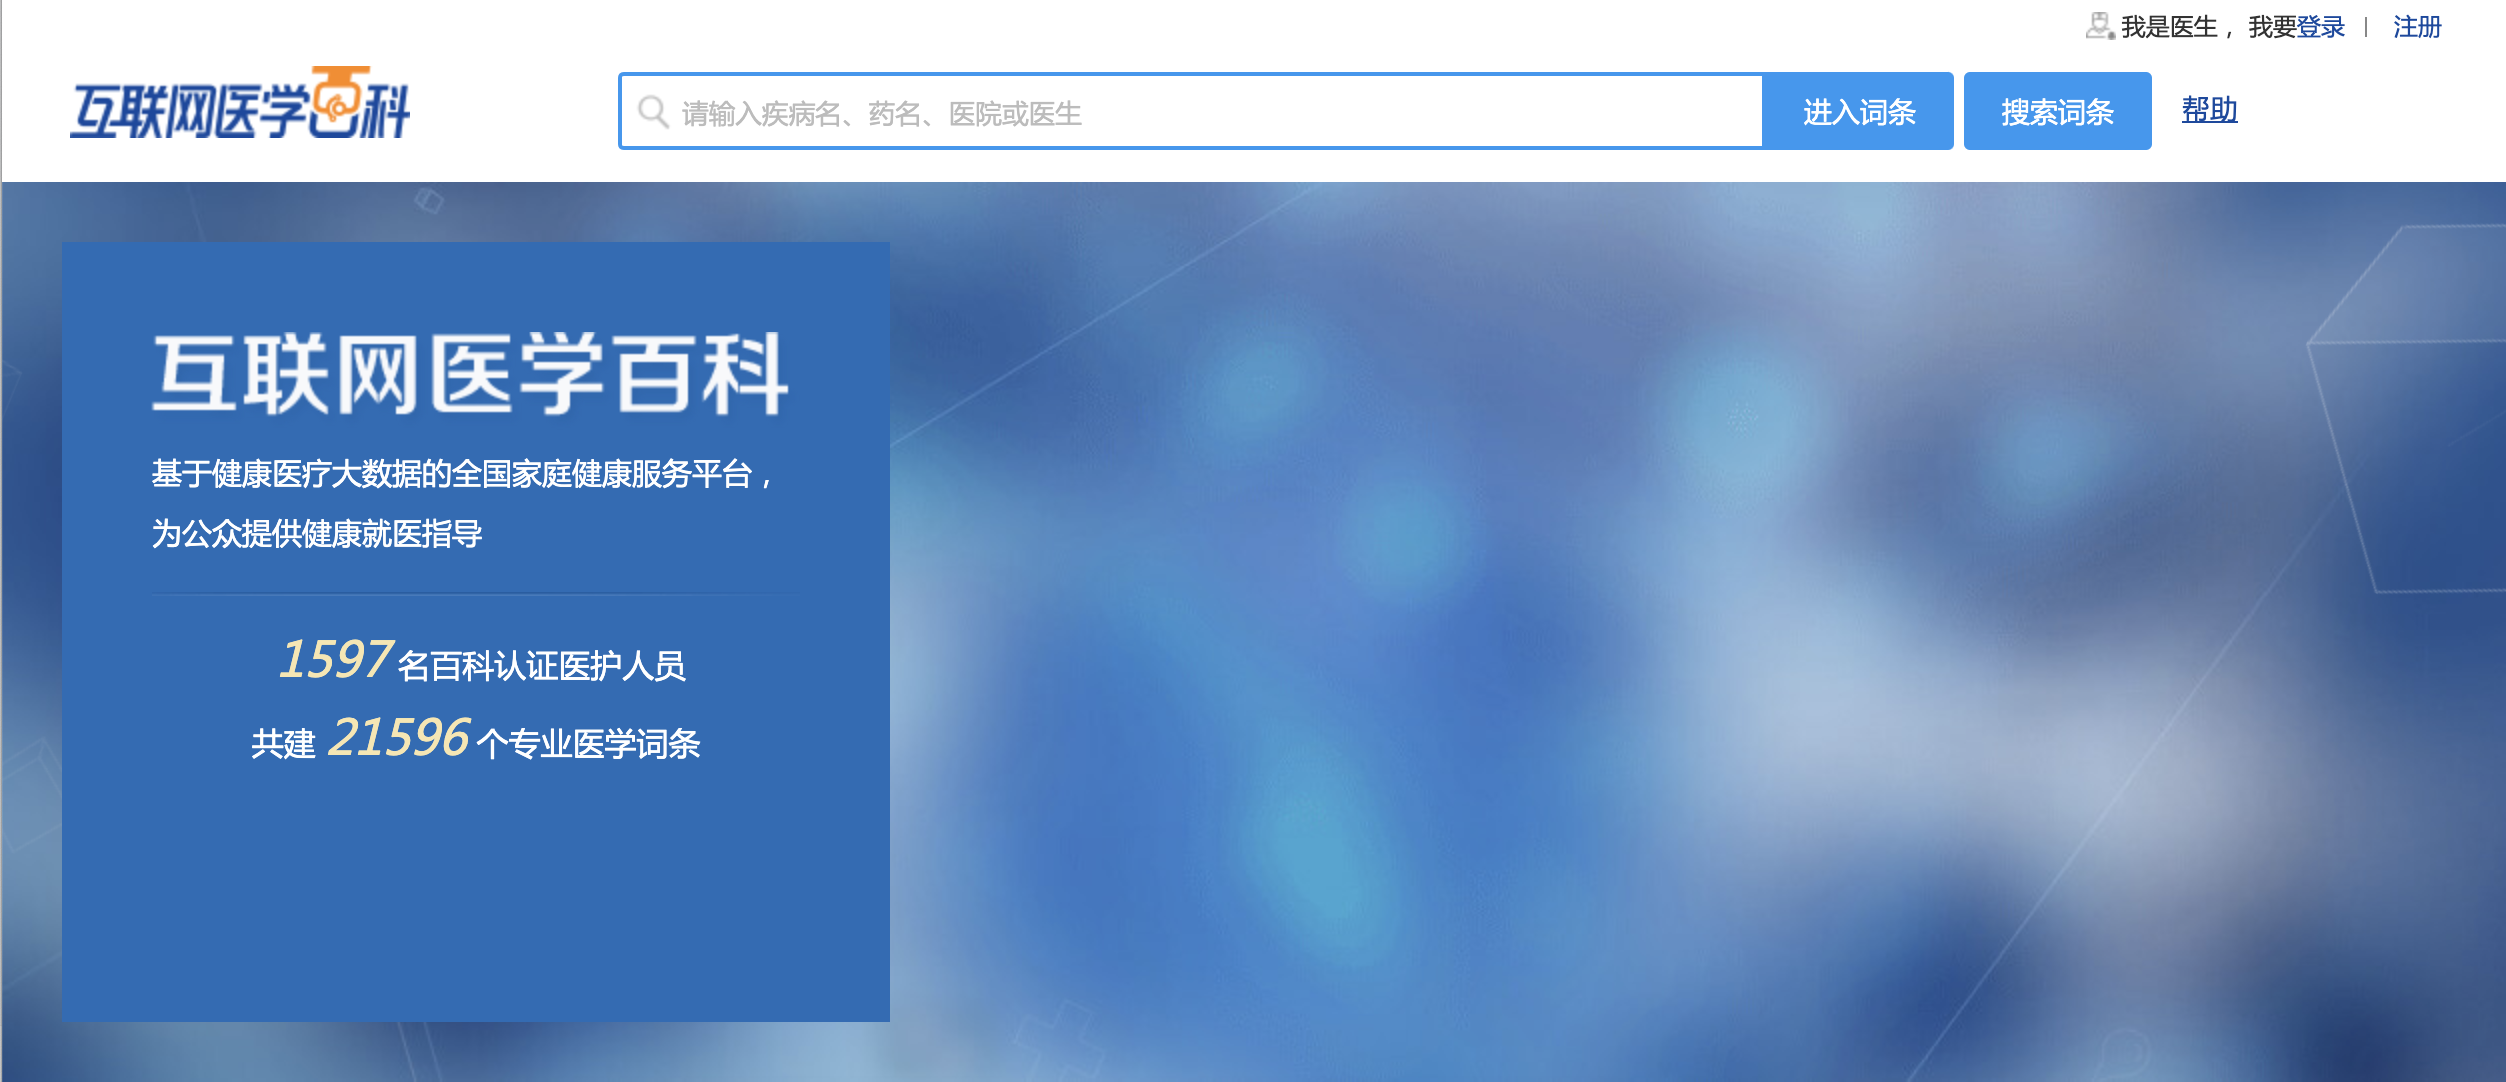 我是医生，我要登录 | 注册
互联网医学百科
请输入疾病名、药名、医院或医生
进入词条
搜索词条
帮助
互联网医学百科
基于健康医疗大数据的全国家庭健康服务平台，
为公众提供健康就医指导
1597 名百科认证医护人员
共建 21596 个专业医学词条